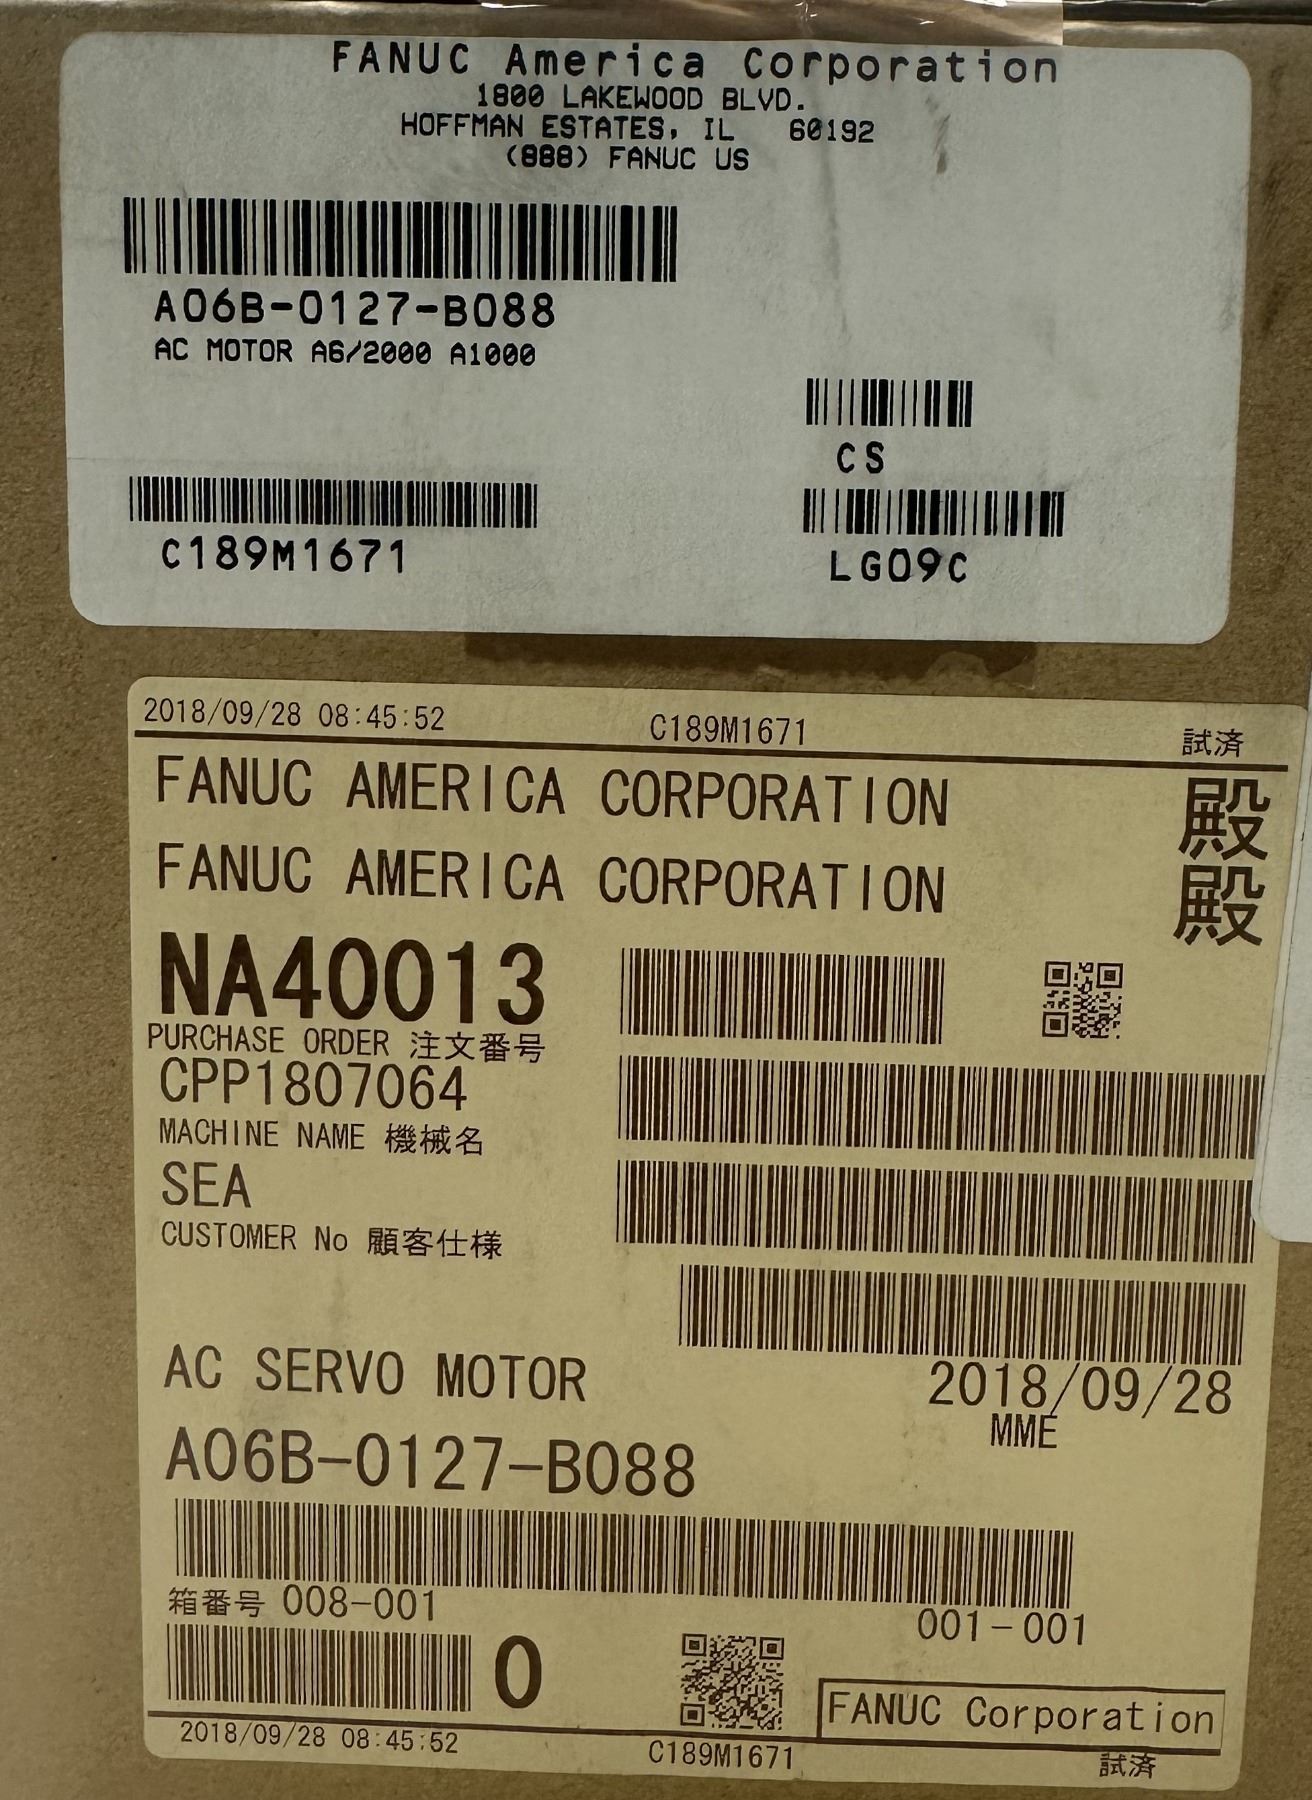 FANUC America Corporation
1800 LAKEWOOD BLVD.
HOFFMAN ESTATES, IL 60192
(888) FANUC US
A06B-0127-B088
AC MOTOR A6/2000 A1000
CS
C189M1671
LG09C
2018/09/28 08:45:52 C189M1671 試済
FANUC AMERICA CORPORATION 殿
FANUC AMERICA CORPORATION 殿
NA40013
PURCHASE ORDER 注文番号
CPP1807064
MACHINE NAME 機械名
SEA
CUSTOMER No 顧客仕様
AC SERVO MOTOR 2018/09/28
MME
A06B-0127-B088
箱番号 008-001 001-001
0
FANUC Corporation
2018/09/28 08:45:52 C189M1671 試済